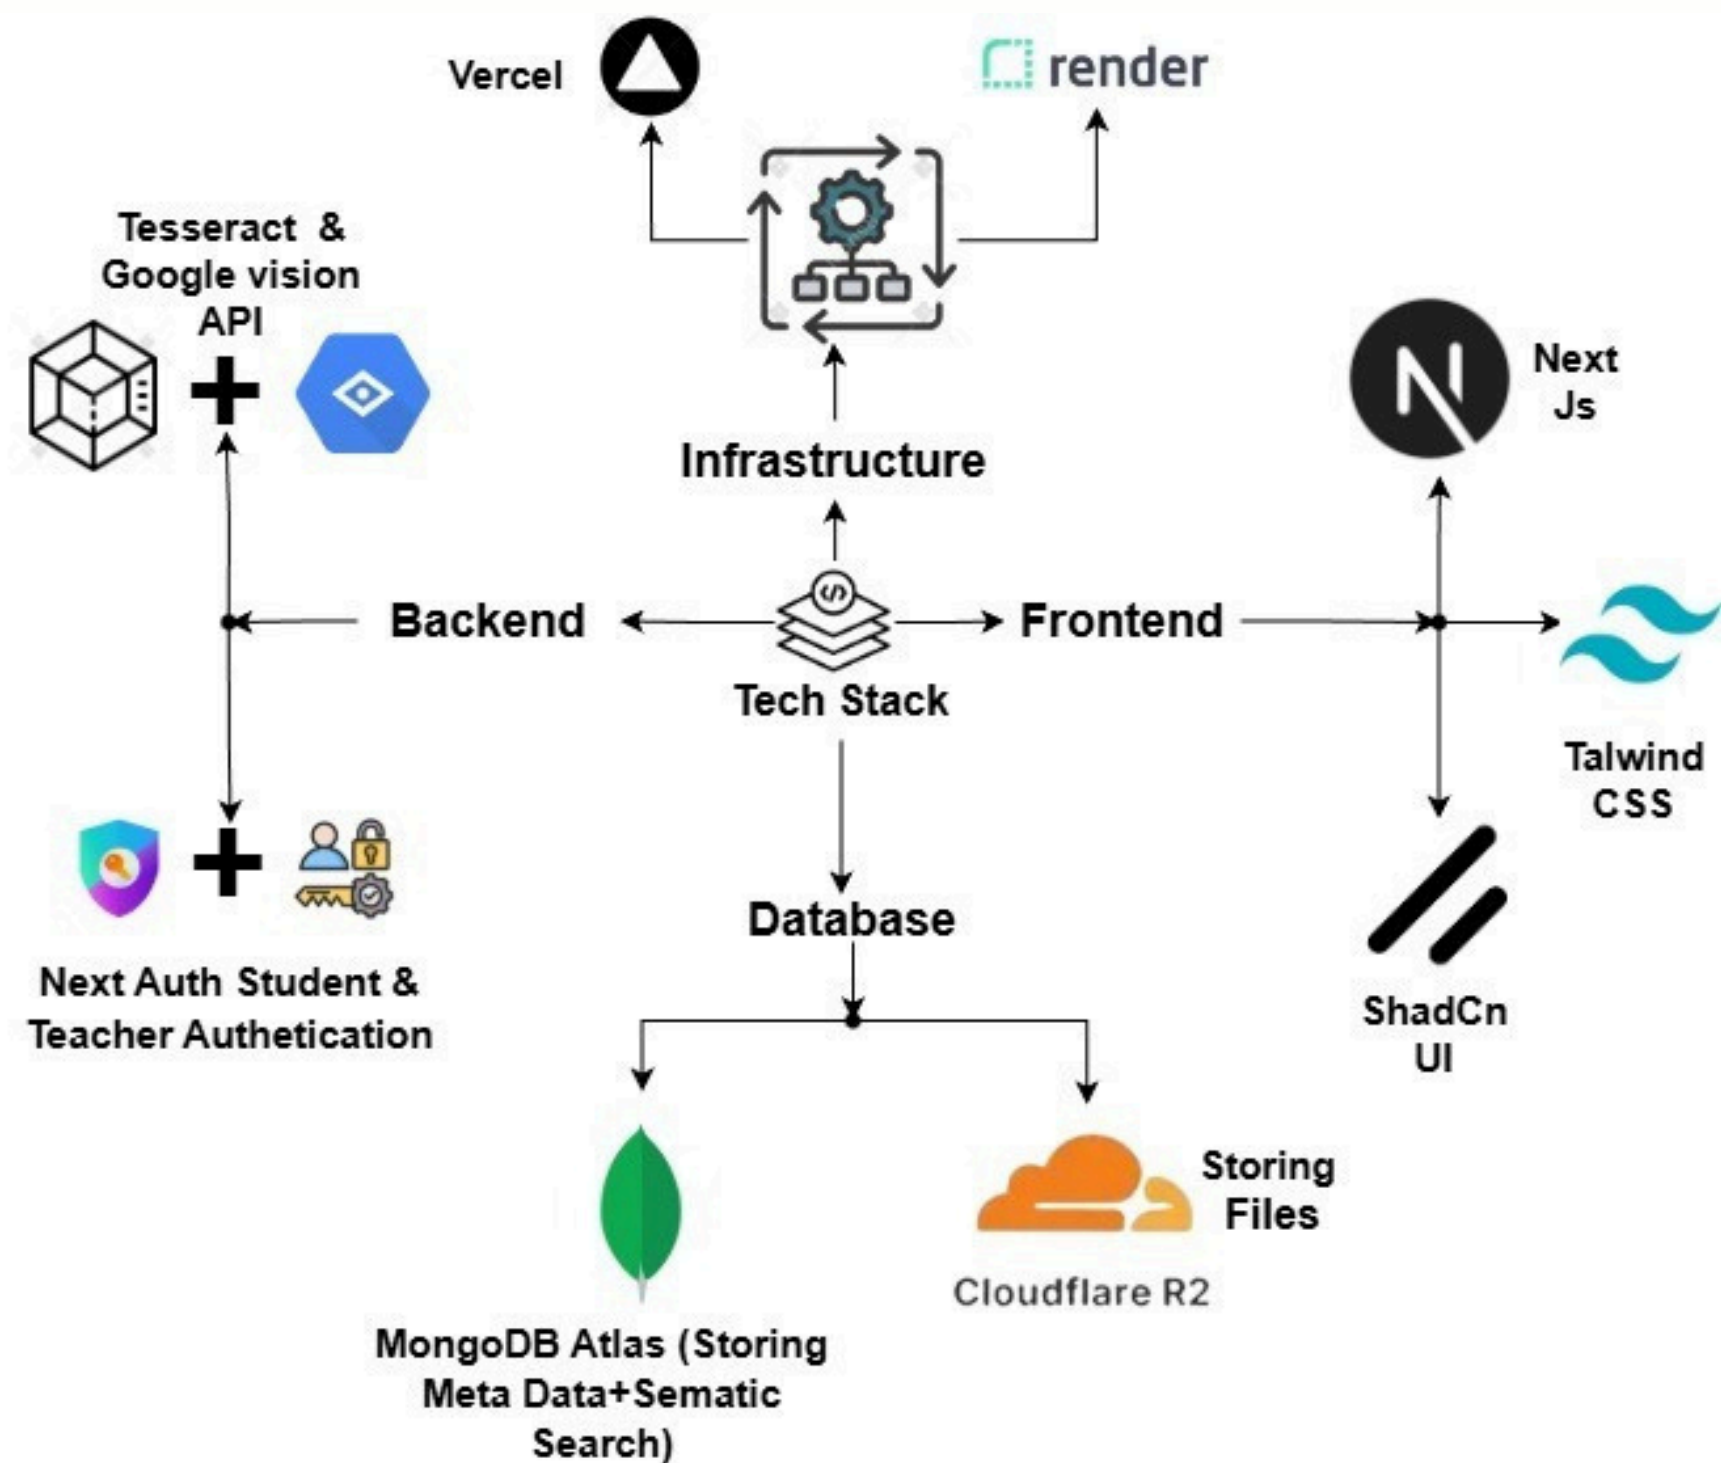 Vercel
render
Tesseract &
Google vision
API
Next
Js
Infrastructure
Backend
Frontend
Tech Stack
Talwind
CSS
Database
Next Auth Student &
Teacher Authetication
ShadCn
UI
Storing
Files
Cloudflare R2
MongoDB Atlas (Storing
Meta Data+Sematic
Search)